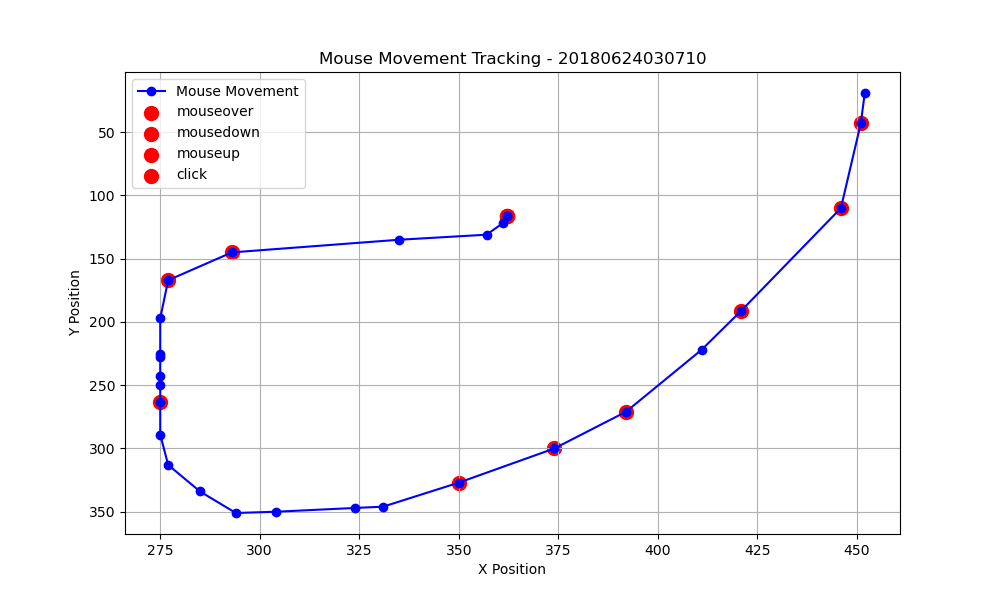 Mouse Movement Tracking - 20180624030710
Mouse Movement
mouseover
mousedown
mouseup
click
50
100
150
200
250
300
350
Y Position
275 300 325 350 375 400 425 450
X Position